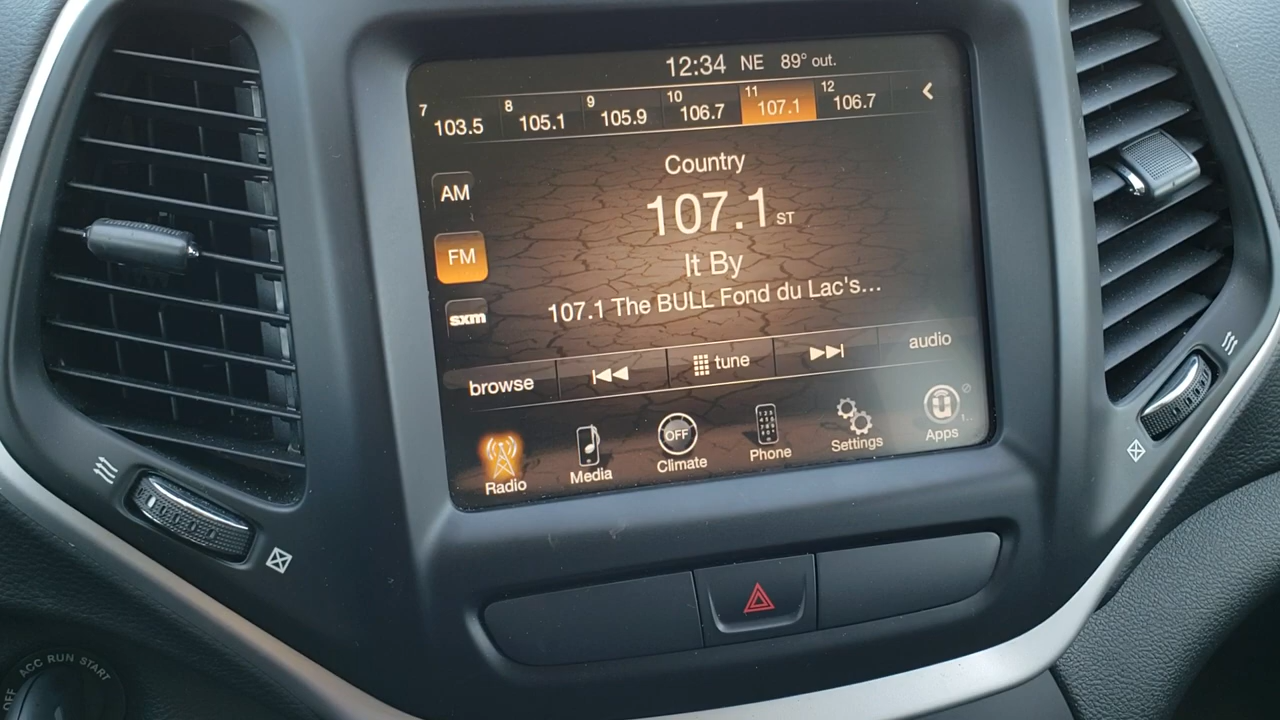 12:34 NE 89° out.
7 103.5 8 105.1 9 105.9 10 106.7 11 107.1 12 106.7
Country
AM
107.1 ST
FM
It By
sxm
107.1 The BULL Fond du Lac's...
browse tune audio
OFF
Radio Media Climate Phone Settings Apps
OFF ACC RUN START